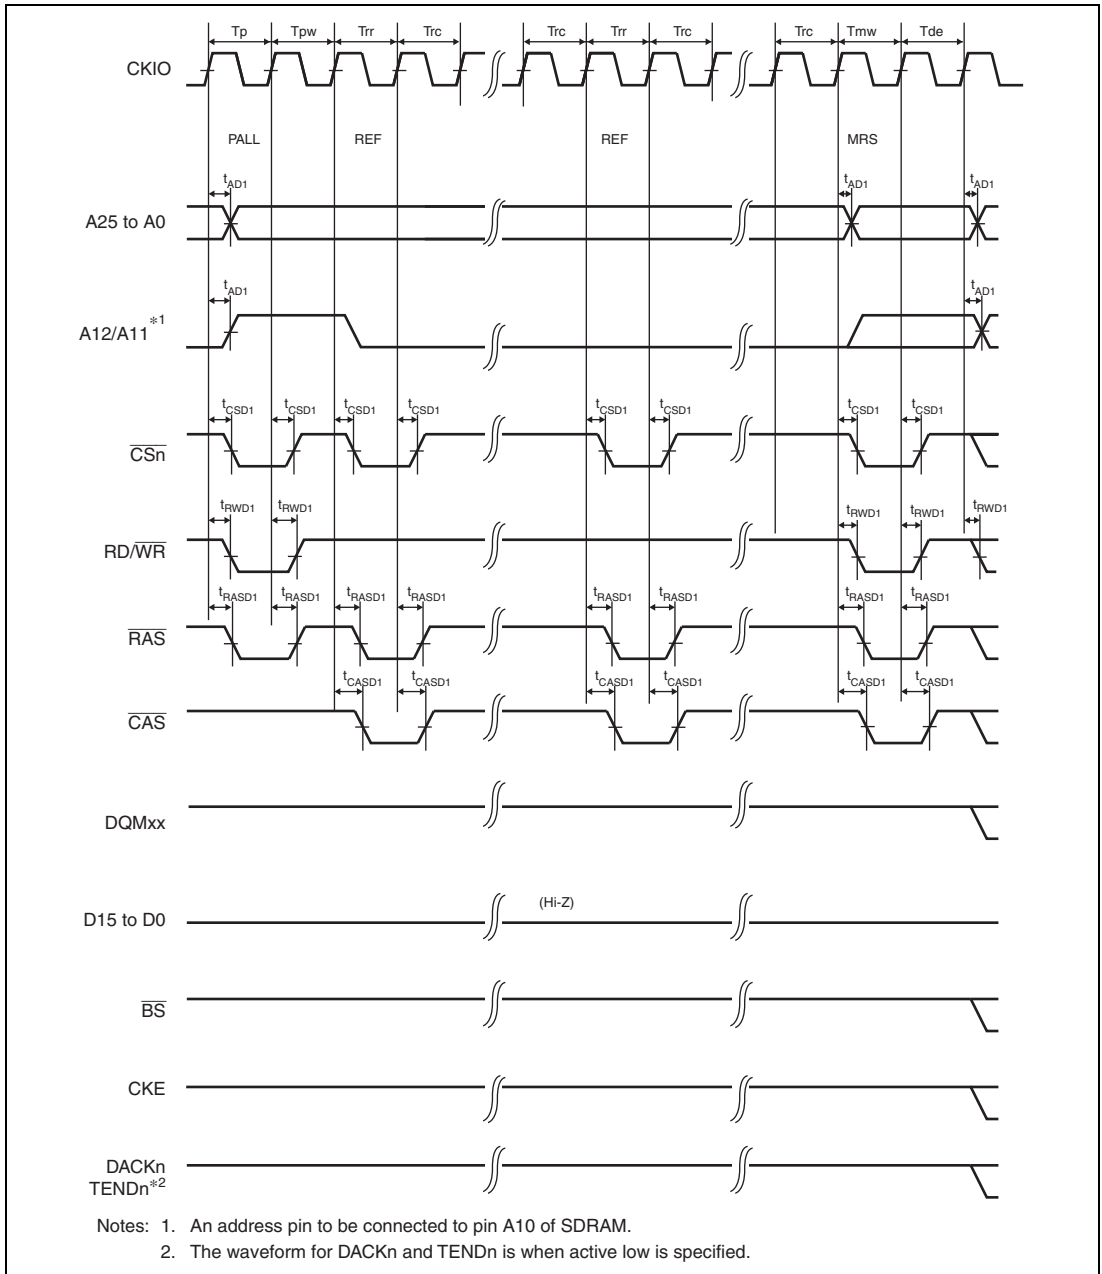 Tp Tpw Trr Trc Trc Trr Trc Trc Tmw Tde
CKIO
PALL REF REF MRS
tAD1 tAD1 tAD1
A25 to A0
tAD1 tAD1
A12/A11*1
tCSD1 tCSD1 tCSD1 tCSD1 tCSD1 tCSD1 tCSD1 tCSD1
CSn
tRWD1 tRWD1 tRWD1 tRWD1 tRWD1
RD/WR
tRASD1 tRASD1 tRASD1 tRASD1 tRASD1 tRASD1 tRASD1 tRASD1
RAS
tCASD1 tCASD1 tCASD1 tCASD1 tCASD1 tCASD1
CAS
DQMxx
(Hi-Z)
D15 to D0
BS
CKE
DACKn
TENDn*2
Notes: 1. An address pin to be connected to pin A10 of SDRAM.
2. The waveform for DACKn and TENDn is when active low is specified.